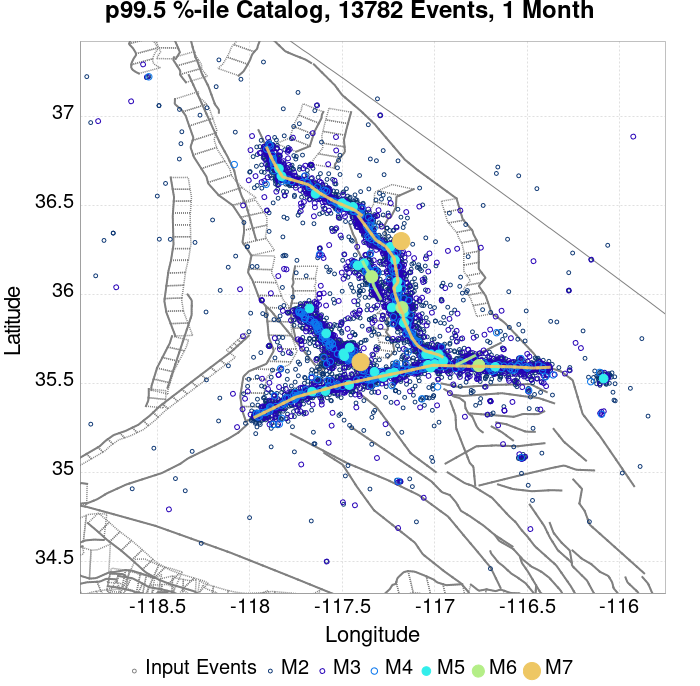 p99.5 %-ile Catalog, 13782 Events, 1 Month
37
36.5
36
35.5
35
34.5
Latitude
-118.5 -118 -117.5 -117 -116.5 -116
Longitude
Input Events M2 M3 M4 M5 M6 M7